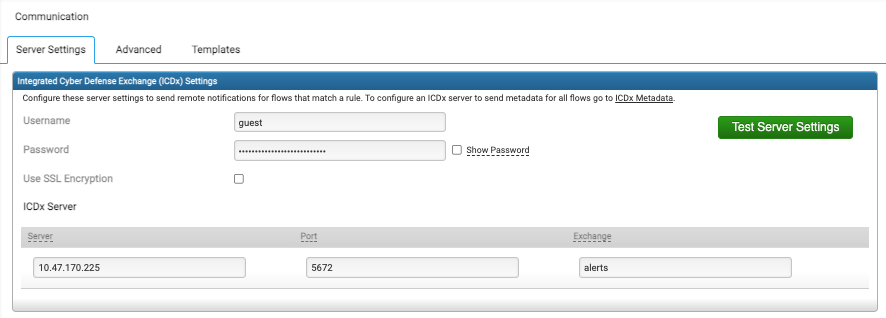 Communication
Server Settings Advanced Templates
Integrated Cyber Defense Exchange (ICDx) Settings
Configure these server settings to send remote notifications for flows that match a rule. To configure an ICDx server to send metadata for all flows go to ICDx Metadata.
Username guest Test Server Settings
Password •••••••••••••••••••••••••• Show Password
Use SSL Encryption
ICDx Server
Server Port Exchange
10.47.170.225 5672 alerts